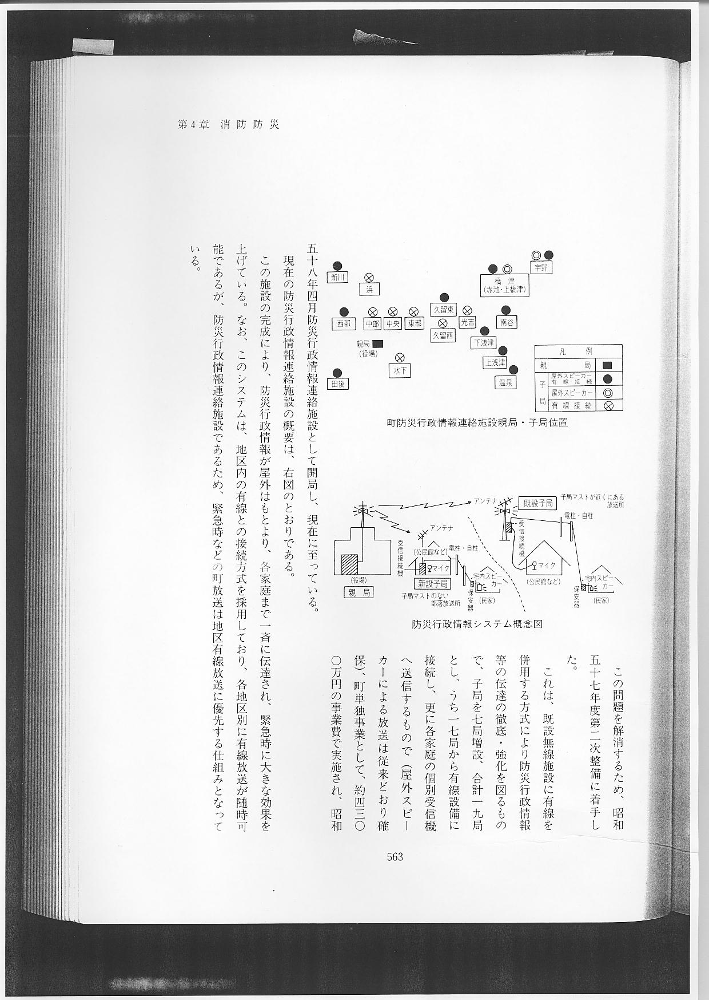 第4章 消防防災
宇野
橋津
(赤池・上橋津)
新川
浜
久留東
西部
中部
中央
東部
久留西
光吉
南谷
下浅津
親局
(役場)
上浅津
水下
田後
温泉
凡例
親局
子局
屋外スピーカー
有線接続
屋外スピーカー
有線接続
町防災行政情報連絡施設親局・子局位置
アンテナ
既設子局
子局マストが近くにある
放送所
電柱・自柱
受信接続機
マイク
(公民館など)
宅内スピー
カー
保安器
(民家)
アンテナ
受信接続機
(公民館など)
電柱・自柱
マイク
新設子局
子局マストのない
部落放送所
宅内スピー
カー
保安器
(民家)
(役場)
親局
防災行政情報システム概念図
この問題を解消するため、昭和
五十七年度第二次整備に着手し
た。
これは、既設無線施設に有線を
併用する方式により防災行政情報
等の伝達の徹底・強化を図るもの
で、子局を七局増設、合計一九局
とし、うち一七局から有線設備に
接続し、更に各家庭の個別受信機
へ送信するもので（屋外スピー
カーによる放送は従来どおり確
保）、町単独事業として、約四三〇
〇万円の事業費で実施され、昭和
五十八年四月防災行政情報連絡施設として開局し、現在に至っている。
現在の防災行政情報連絡施設の概要は、右図のとおりである。
この施設の完成により、防災行政情報が屋外はもとより、各家庭まで一斉に伝達され、緊急時に大きな効果を
上げている。なお、このシステムは、地区内の有線との接続方式を採用しており、各地区別に有線放送が随時可
能であるが、防災行政情報連絡施設であるため、緊急時などの町放送は地区有線放送に優先する仕組みとなって
いる。
563